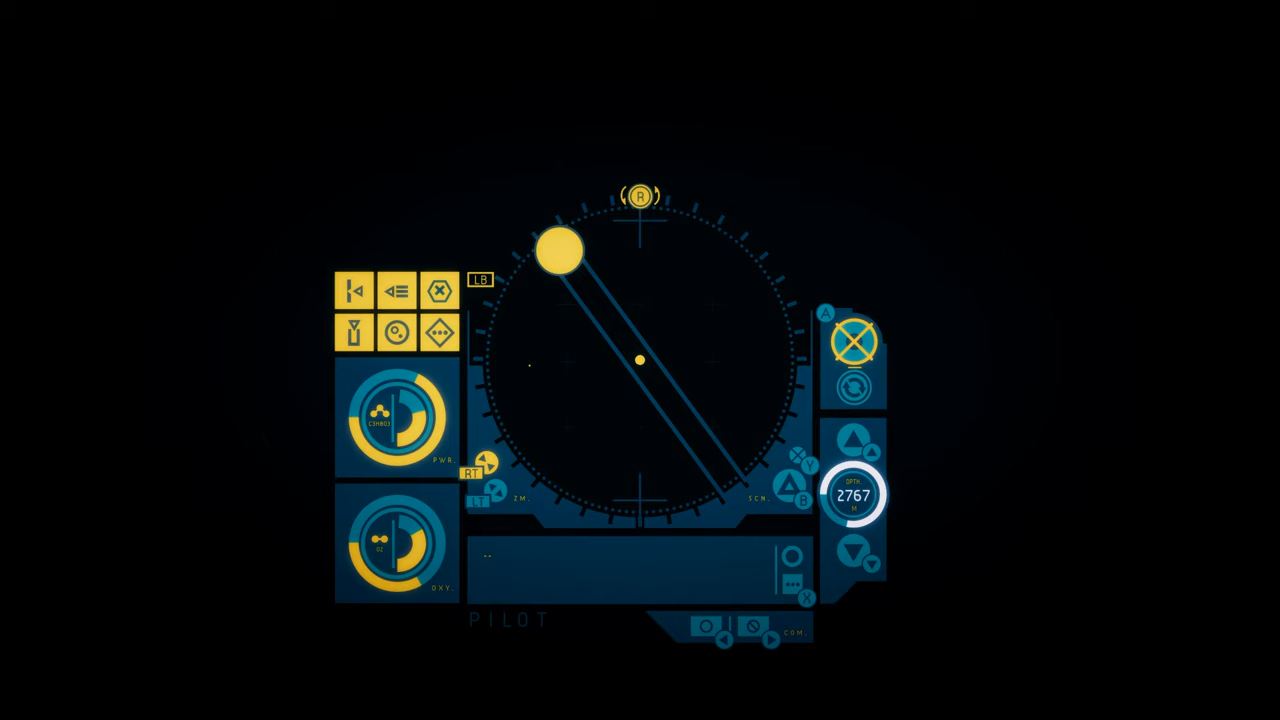 R
LB
A
C3H8O3
PWR.
RT
LT
ZM.
SCN.
Y
B
DPTH.
2767
M
O2
OXY.
--
X
PILOT
COM.